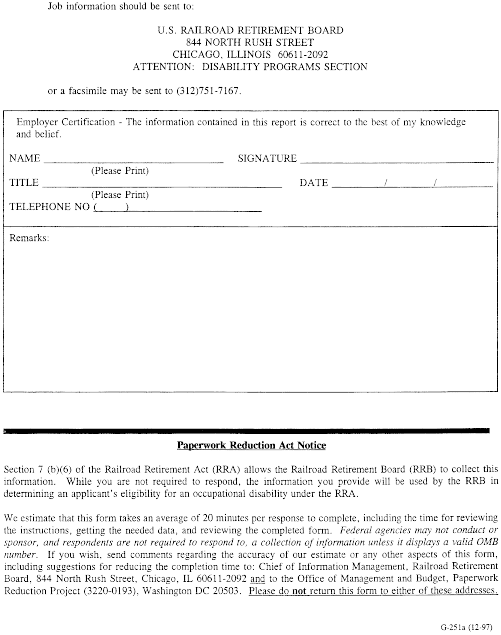 Job information should be sent to:
U.S. RAILROAD RETIREMENT BOARD
844 NORTH RUSH STREET
CHICAGO, ILLINOIS 60611-2092
ATTENTION: DISABILITY PROGRAMS SECTION
or a facsimile may be sent to (312)751-7167.
Employer Certification - The information contained in this report is correct to the best of my knowledge
and belief.
NAME SIGNATURE
(Please Print)
TITLE DATE / /
(Please Print)
TELEPHONE NO ( )
Remarks:
Paperwork Reduction Act Notice
Section 7 (b)(6) of the Railroad Retirement Act (RRA) allows the Railroad Retirement Board (RRB) to collect this
information. While you are not required to respond, the information you provide will be used by the RRB in
determining an applicant's eligibility for an occupational disability under the RRA.
We estimate that this form takes an average of 20 minutes per response to complete, including the time for reviewing
the instructions, getting the needed data, and reviewing the completed form. Federal agencies may not conduct or
sponsor, and respondents are not required to respond to, a collection of information unless it displays a valid OMB
number. If you wish, send comments regarding the accuracy of our estimate or any other aspects of this form,
including suggestions for reducing the completion time to: Chief of Information Management, Railroad Retirement
Board, 844 North Rush Street, Chicago, IL 60611-2092 and to the Office of Management and Budget, Paperwork
Reduction Project (3220-0193), Washington DC 20503. Please do not return this form to either of these addresses.
G-251a (12-97)